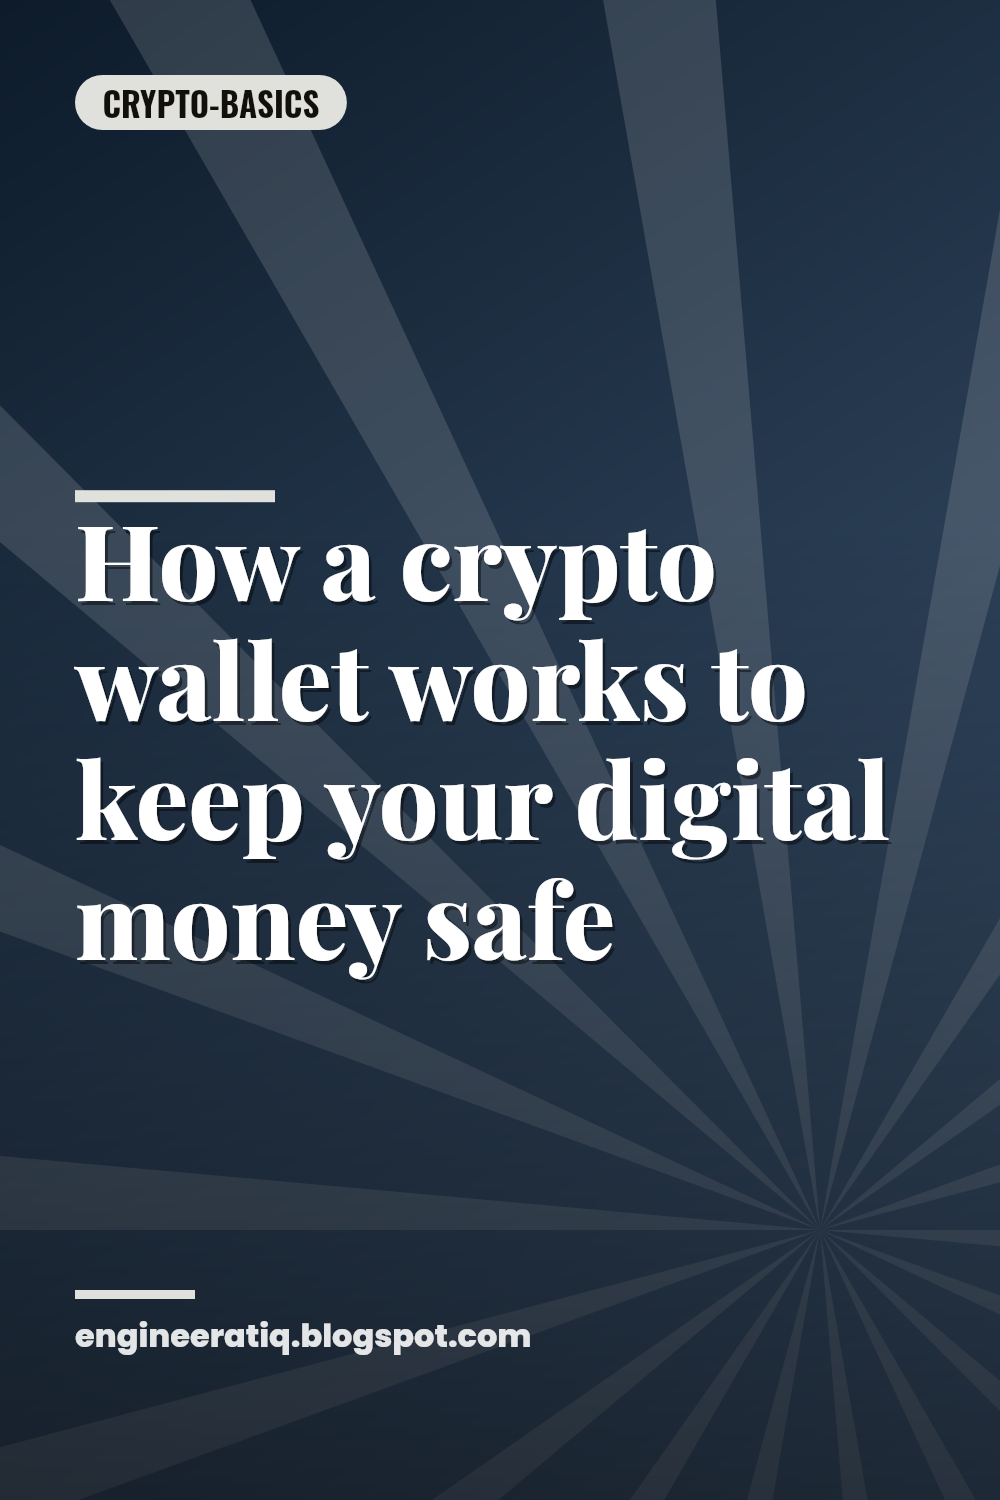 CRYPTO-BASICS
How a crypto
wallet works to
keep your digital
money safe
engineeratiq.blogspot.com